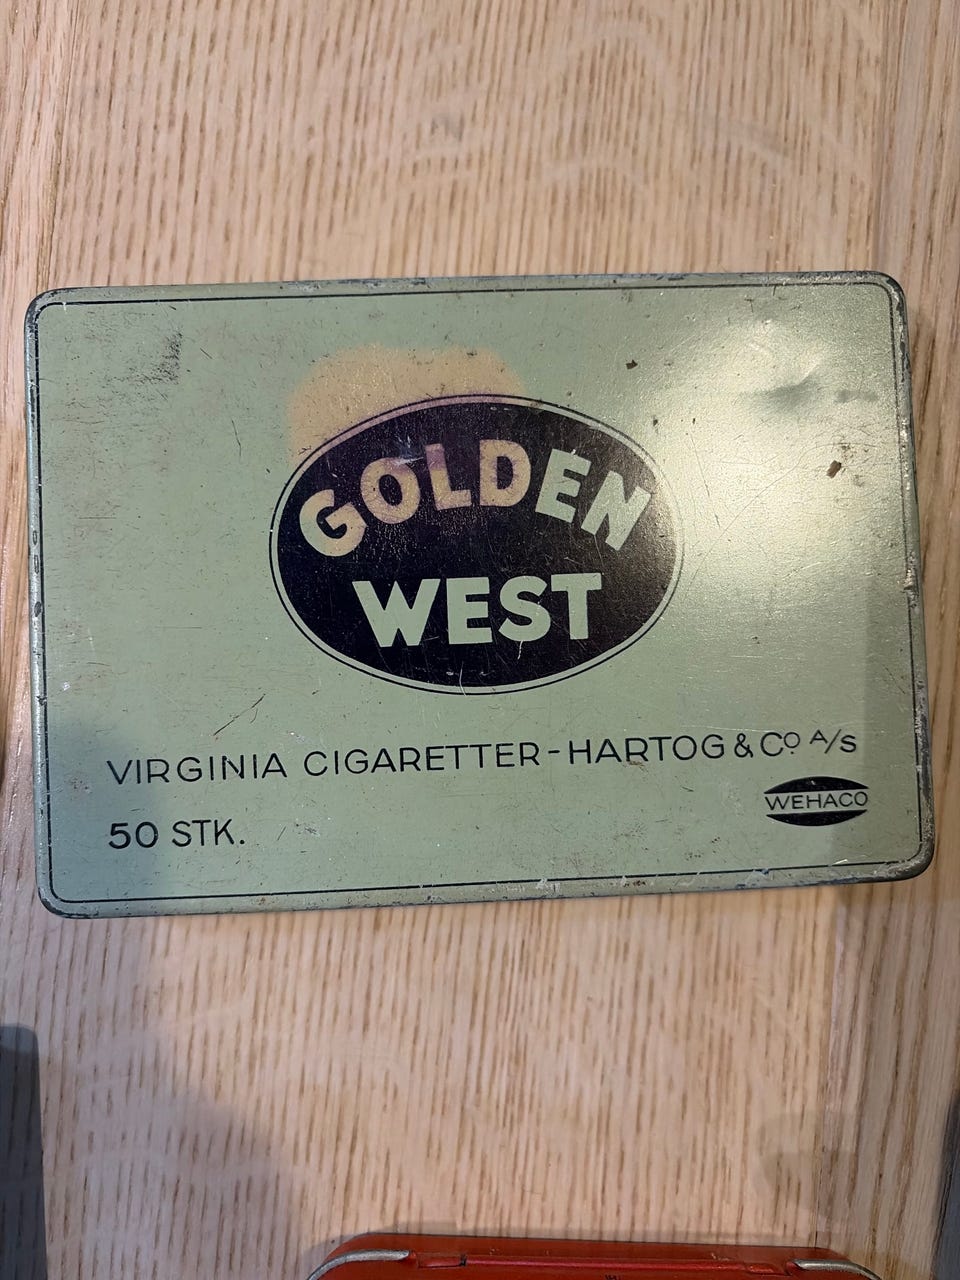 GOLDEN
WEST
VIRGINIA CIGARETTER-HARTOG & Cº A/S
WEHACO
50 STK.